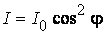 I = I₀ cos² φ